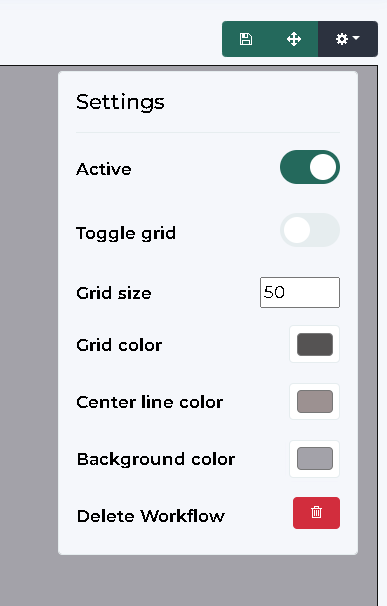 Settings
Active
Toggle grid
Grid size 50
Grid color
Center line color
Background color
Delete Workflow